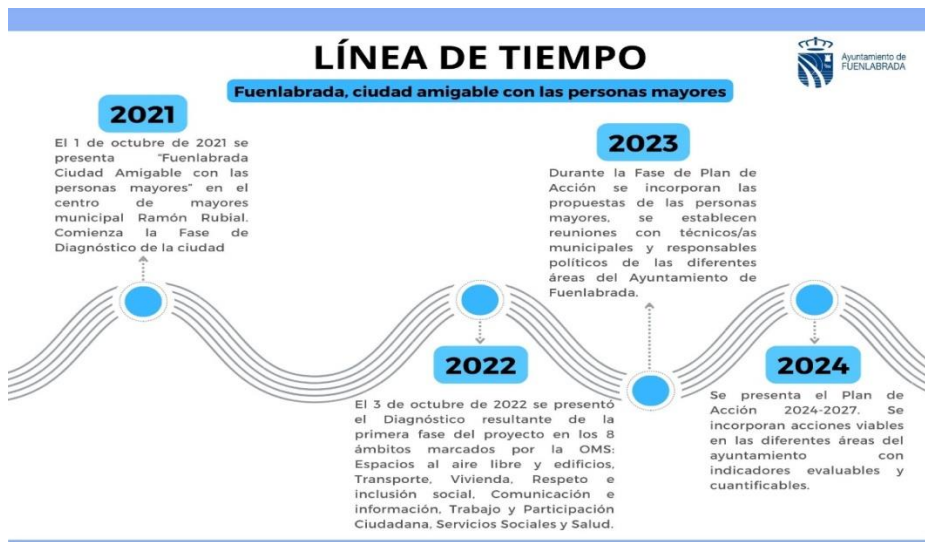 LÍNEA DE TIEMPO
Fuenlabrada, ciudad amigable con las personas mayores
Ayuntamiento de
FUENLABRADA
2021
El 1 de octubre de 2021 se
presenta "Fuenlabrada
Ciudad Amigable con las
personas mayores" en el
centro de mayores
municipal Ramón Rubial.
Comienza la Fase de
Diagnóstico de la ciudad
2022
El 3 de octubre de 2022 se presentó
el Diagnóstico resultante de la
primera fase del proyecto en los 8
ámbitos marcados por la OMS:
Espacios al aire libre y edificios,
Transporte, Vivienda, Respeto e
inclusión social, Comunicación e
información, Trabajo y Participación
Ciudadana, Servicios Sociales y Salud.
2023
Durante la Fase de Plan de
Acción se incorporan las
propuestas de las personas
mayores, se establecen
reuniones con técnicos/as
municipales y responsables
políticos de las diferentes
áreas del Ayuntamiento de
Fuenlabrada.
2024
Se presenta el Plan de
Acción 2024-2027. Se
incorporan acciones viables
en las diferentes áreas del
ayuntamiento con
indicadores evaluables y
cuantificables.